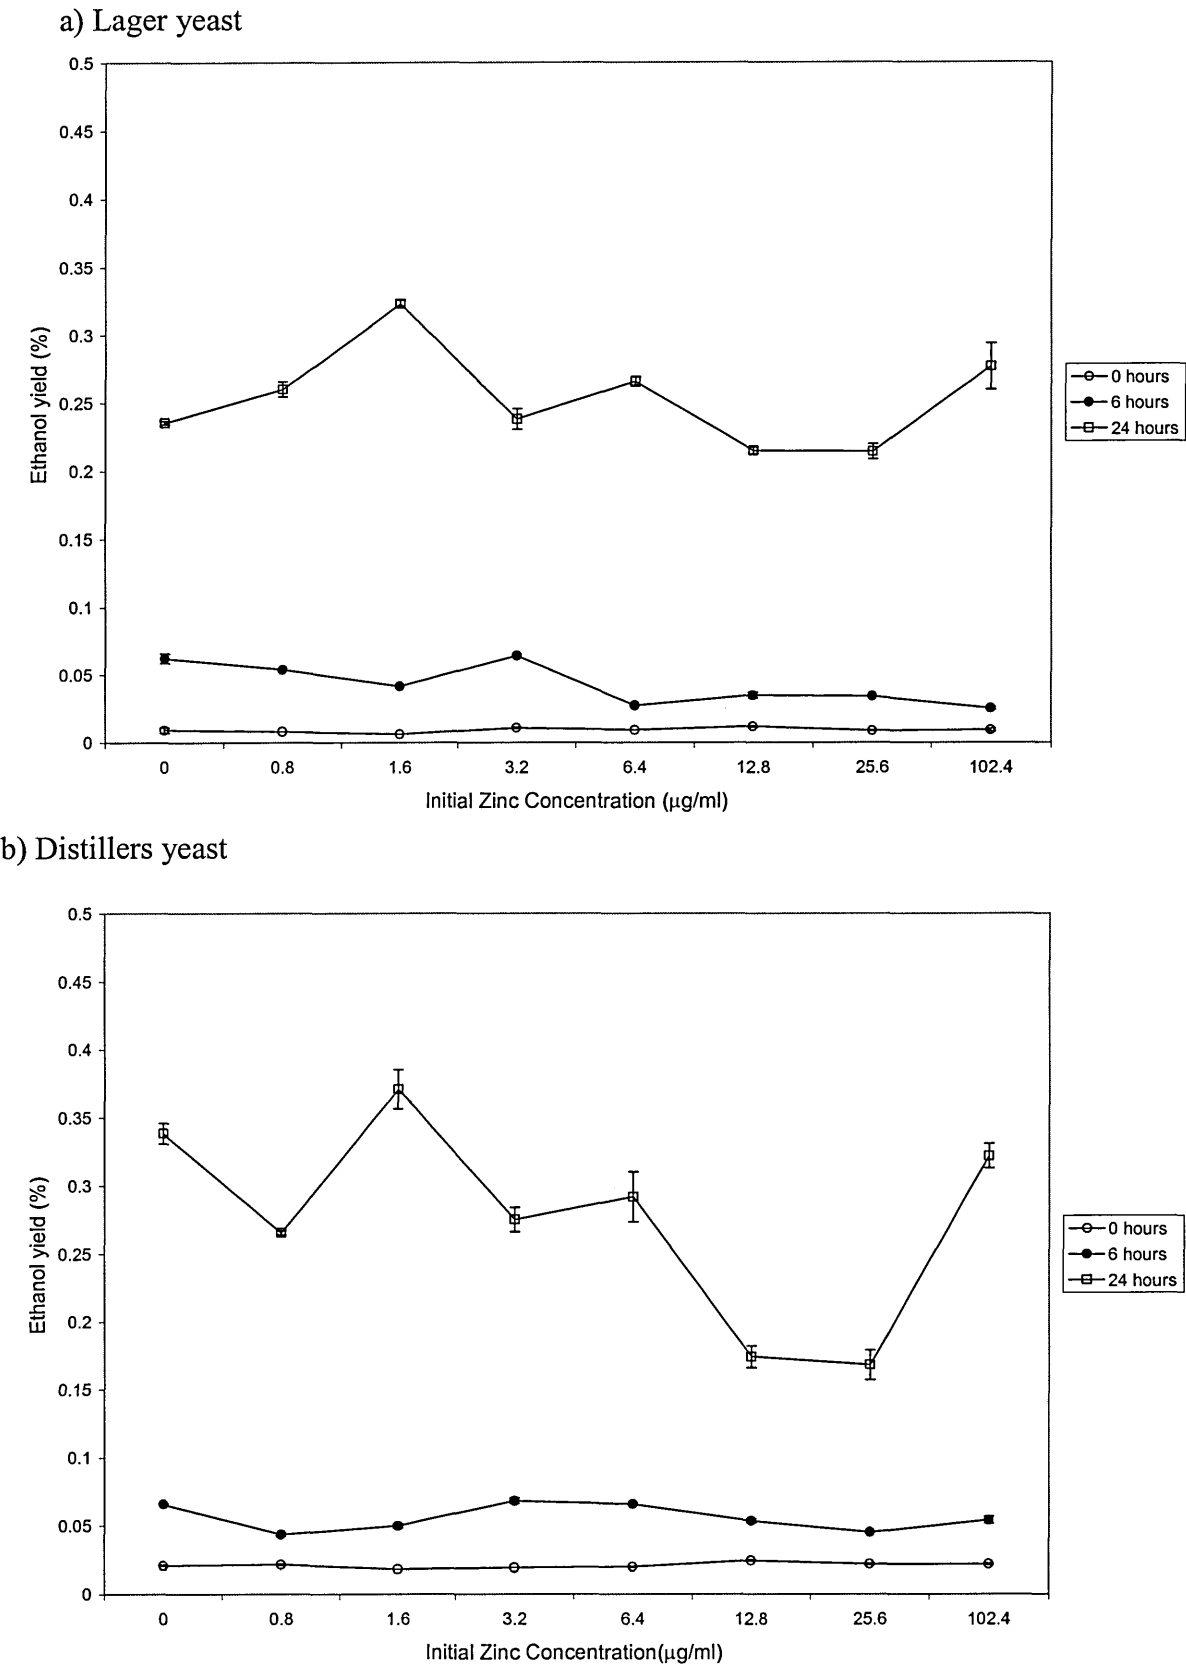 a) Lager yeast
0.5
0.45
0.4
0.35
0.3
0.25
0.2
0.15
0.1
0.05
0
Ethanol yield (%)
0 0.8 1.6 3.2 6.4 12.8 25.6 102.4
Initial Zinc Concentration (µg/ml)
0 hours
6 hours
24 hours
b) Distillers yeast
0.5
0.45
0.4
0.35
0.3
0.25
0.2
0.15
0.1
0.05
0
Ethanol yield (%)
0 0.8 1.6 3.2 6.4 12.8 25.6 102.4
Initial Zinc Concentration(µg/ml)
0 hours
6 hours
24 hours